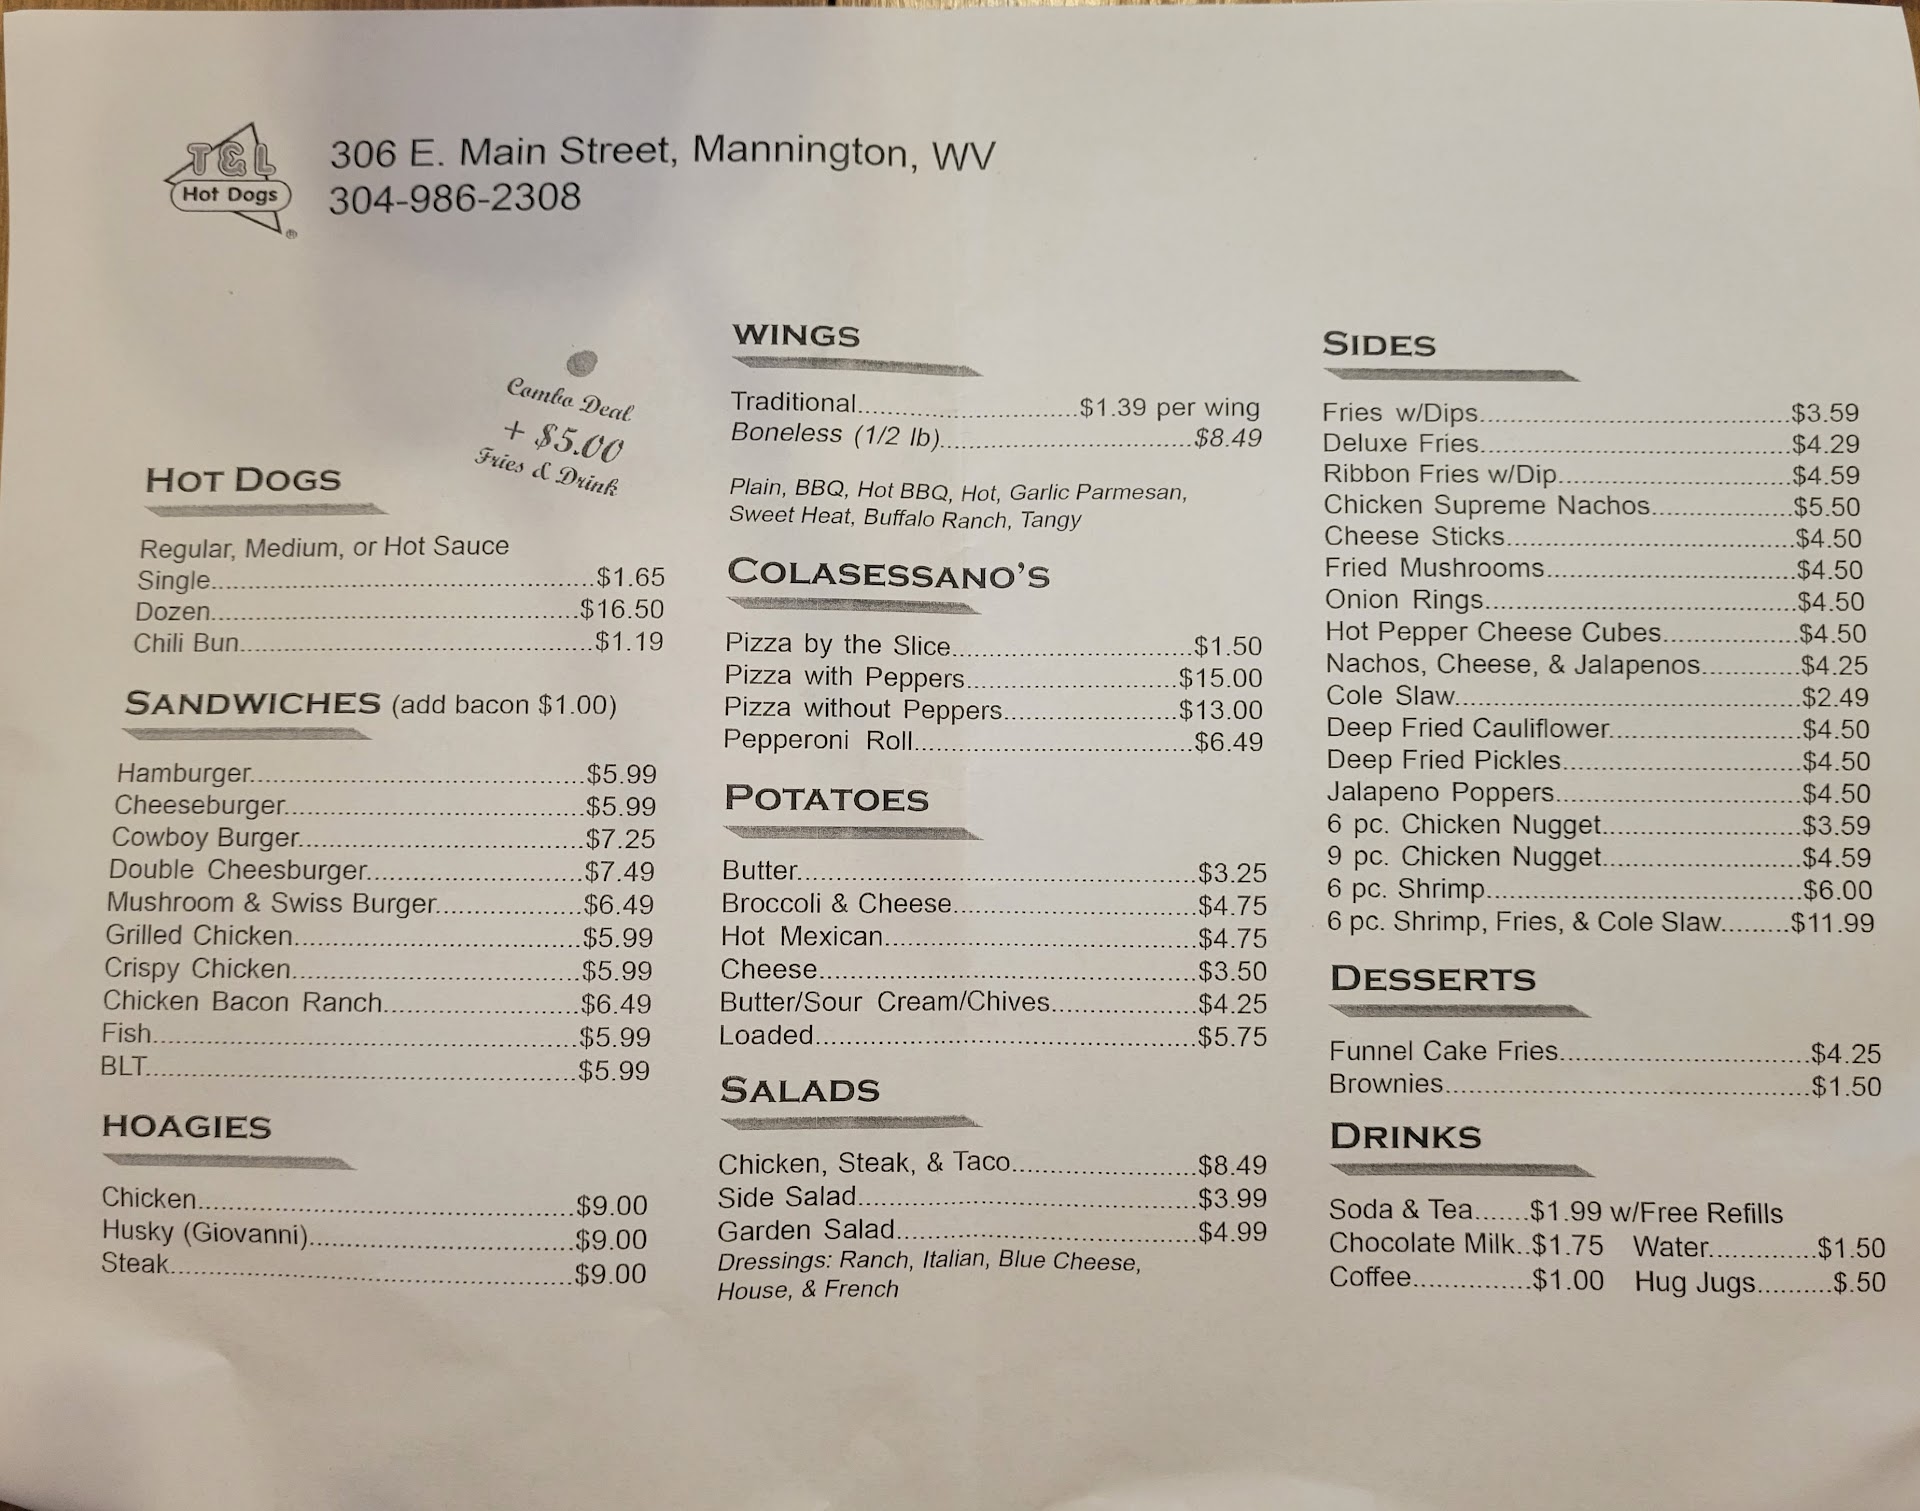 T&L
Hot Dogs
®
306 E. Main Street, Mannington, WV
304-986-2308
Combo Deal
+ $5.00
Fries & Drink
HOT DOGS
Regular, Medium, or Hot Sauce
Single......$1.65
Dozen......$16.50
Chili Bun......$1.19
SANDWICHES (add bacon $1.00)
Hamburger......$5.99
Cheeseburger......$5.99
Cowboy Burger......$7.25
Double Cheesburger......$7.49
Mushroom & Swiss Burger......$6.49
Grilled Chicken......$5.99
Crispy Chicken......$5.99
Chicken Bacon Ranch......$6.49
Fish......$5.99
BLT......$5.99
HOAGIES
Chicken......$9.00
Husky (Giovanni)......$9.00
Steak......$9.00
WINGS
Traditional......$1.39 per wing
Boneless (1/2 lb)......$8.49
Plain, BBQ, Hot BBQ, Hot, Garlic Parmesan,
Sweet Heat, Buffalo Ranch, Tangy
COLASESSANO'S
Pizza by the Slice......$1.50
Pizza with Peppers......$15.00
Pizza without Peppers......$13.00
Pepperoni Roll......$6.49
POTATOES
Butter......$3.25
Broccoli & Cheese......$4.75
Hot Mexican......$4.75
Cheese......$3.50
Butter/Sour Cream/Chives......$4.25
Loaded......$5.75
SALADS
Chicken, Steak, & Taco......$8.49
Side Salad......$3.99
Garden Salad......$4.99
Dressings: Ranch, Italian, Blue Cheese,
House, & French
SIDES
Fries w/Dips......$3.59
Deluxe Fries......$4.29
Ribbon Fries w/Dip......$4.59
Chicken Supreme Nachos......$5.50
Cheese Sticks......$4.50
Fried Mushrooms......$4.50
Onion Rings......$4.50
Hot Pepper Cheese Cubes......$4.50
Nachos, Cheese, & Jalapenos......$4.25
Cole Slaw......$2.49
Deep Fried Cauliflower......$4.50
Deep Fried Pickles......$4.50
Jalapeno Poppers......$4.50
6 pc. Chicken Nugget......$3.59
9 pc. Chicken Nugget......$4.59
6 pc. Shrimp......$6.00
6 pc. Shrimp, Fries, & Cole Slaw......$11.99
DESSERTS
Funnel Cake Fries......$4.25
Brownies......$1.50
DRINKS
Soda & Tea.......$1.99 w/Free Refills
Chocolate Milk..$1.75 Water......$1.50
Coffee......$1.00 Hug Jugs......$.50